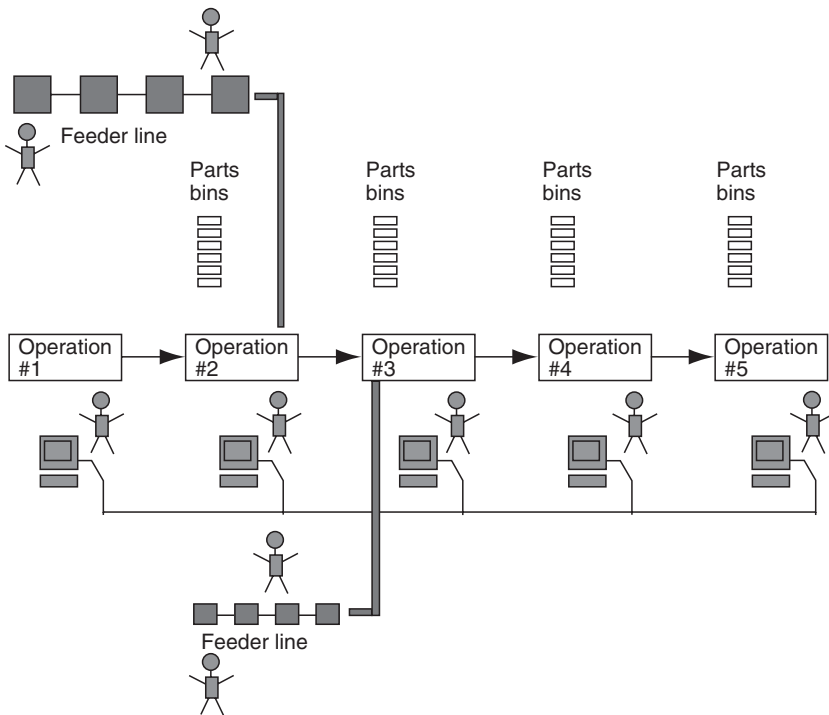 Feeder line
Parts
bins
Parts
bins
Parts
bins
Parts
bins
Operation
#1
Operation
#2
Operation
#3
Operation
#4
Operation
#5
Feeder line